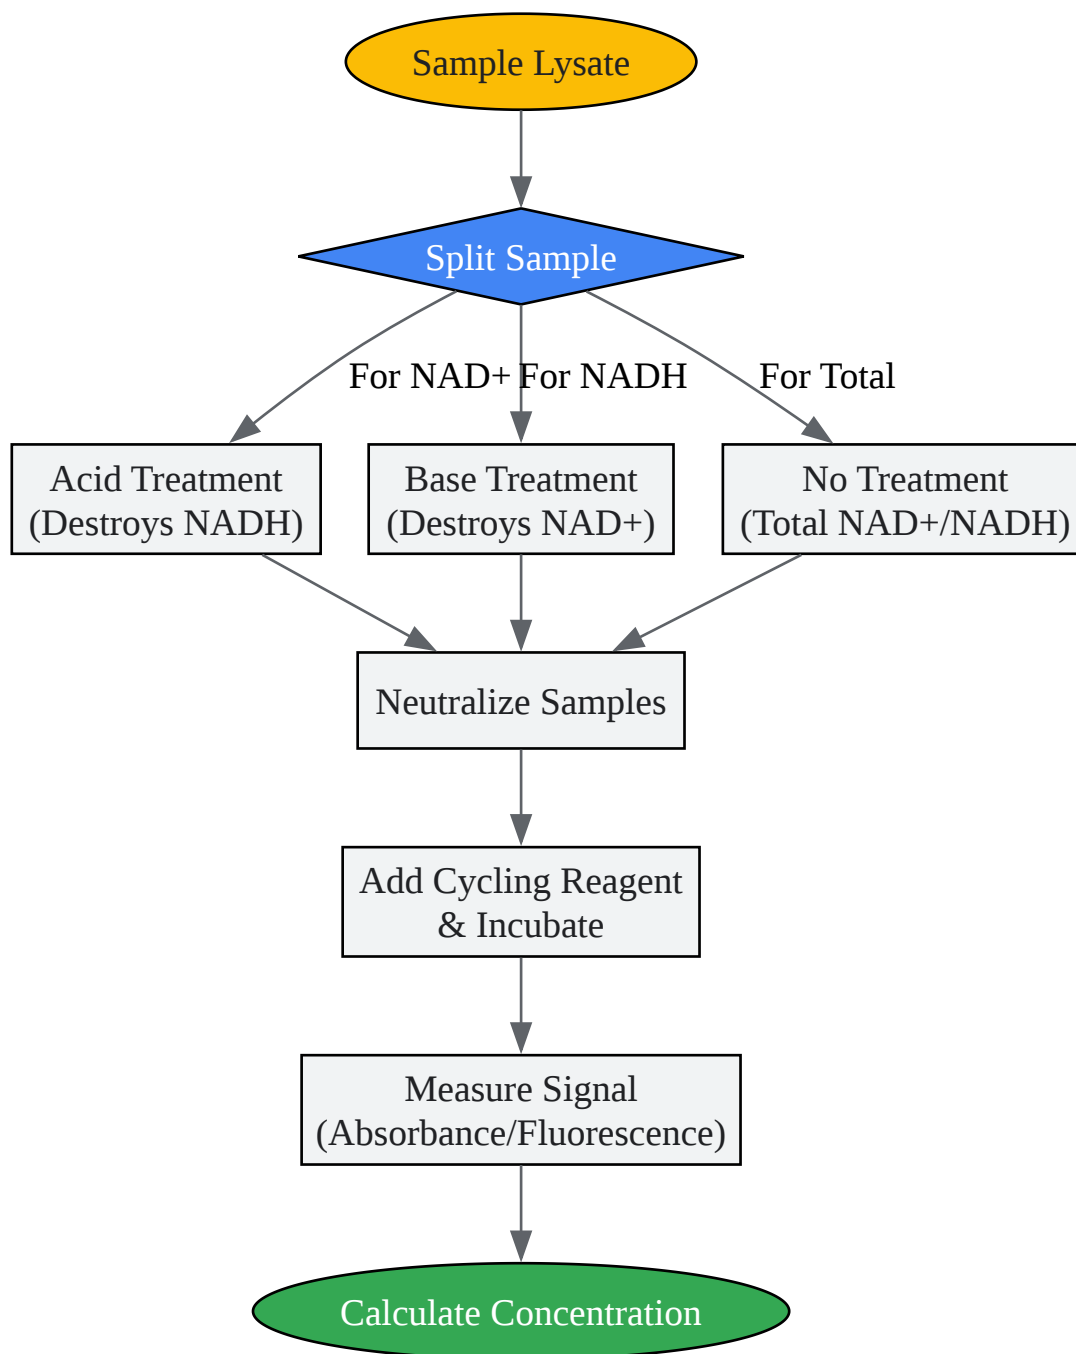 Sample Lysate
Split Sample
For NAD+
For NADH
For Total
Acid Treatment
(Destroys NADH)
Base Treatment
(Destroys NAD+)
No Treatment
(Total NAD+/NADH)
Neutralize Samples
Add Cycling Reagent
& Incubate
Measure Signal
(Absorbance/Fluorescence)
Calculate Concentration